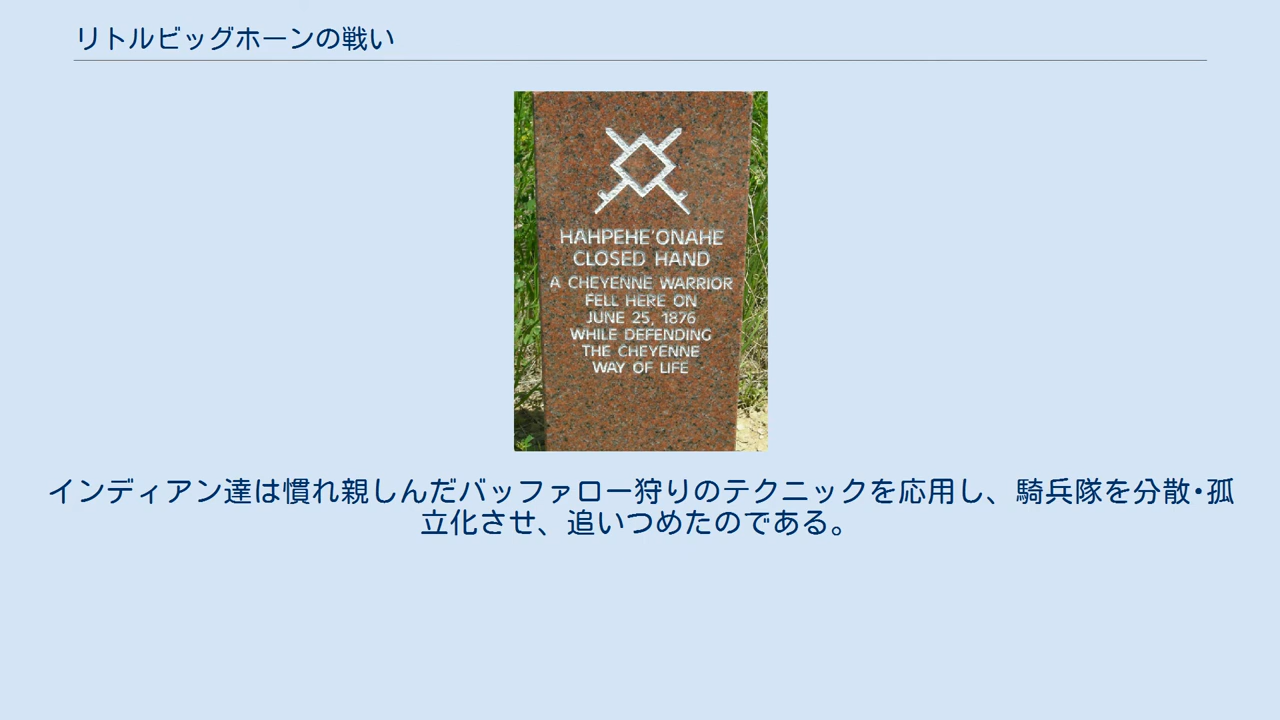 リトルビッグホーンの戦い
HAHPEHE'ONAHE
CLOSED HAND
A CHEYENNE WARRIOR
FELL HERE ON
JUNE 25, 1876
WHILE DEFENDING
THE CHEYENNE
WAY OF LIFE
インディアン達は慣れ親しんだバッファロー狩りのテクニックを応用し、騎兵隊を分散・孤
立化させ、追いつめたのである。